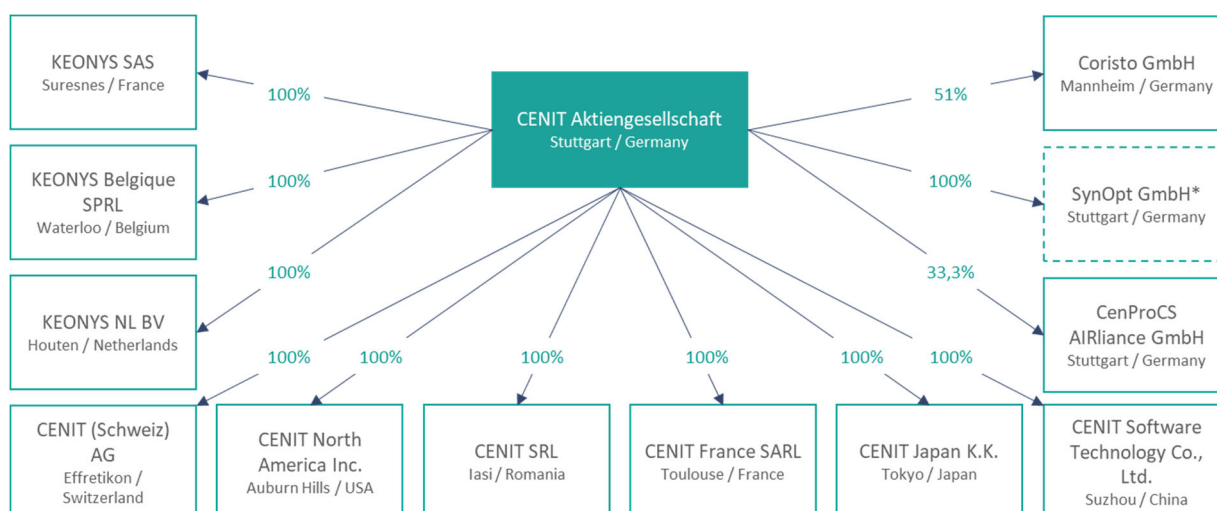 KEONYS SAS
Suresnes / France
100%
CENIT Aktiengesellschaft
Stuttgart / Germany
51%
Coristo GmbH
Mannheim / Germany
KEONYS Belgique
SPRL
Waterloo / Belgium
100%
100%
SynOpt GmbH*
Stuttgart / Germany
KEONYS NL BV
Houten / Netherlands
100%
33,3%
CenProCS
AIRliance GmbH
Stuttgart / Germany
100%
100%
100%
100%
100%
100%
CENIT (Schweiz)
AG
Effretikon /
Switzerland
CENIT North
America Inc.
Auburn Hills / USA
CENIT SRL
Iasi / Romania
CENIT France SARL
Toulouse / France
CENIT Japan K.K.
Tokyo / Japan
CENIT Software
Technology Co.,
Ltd.
Suzhou / China